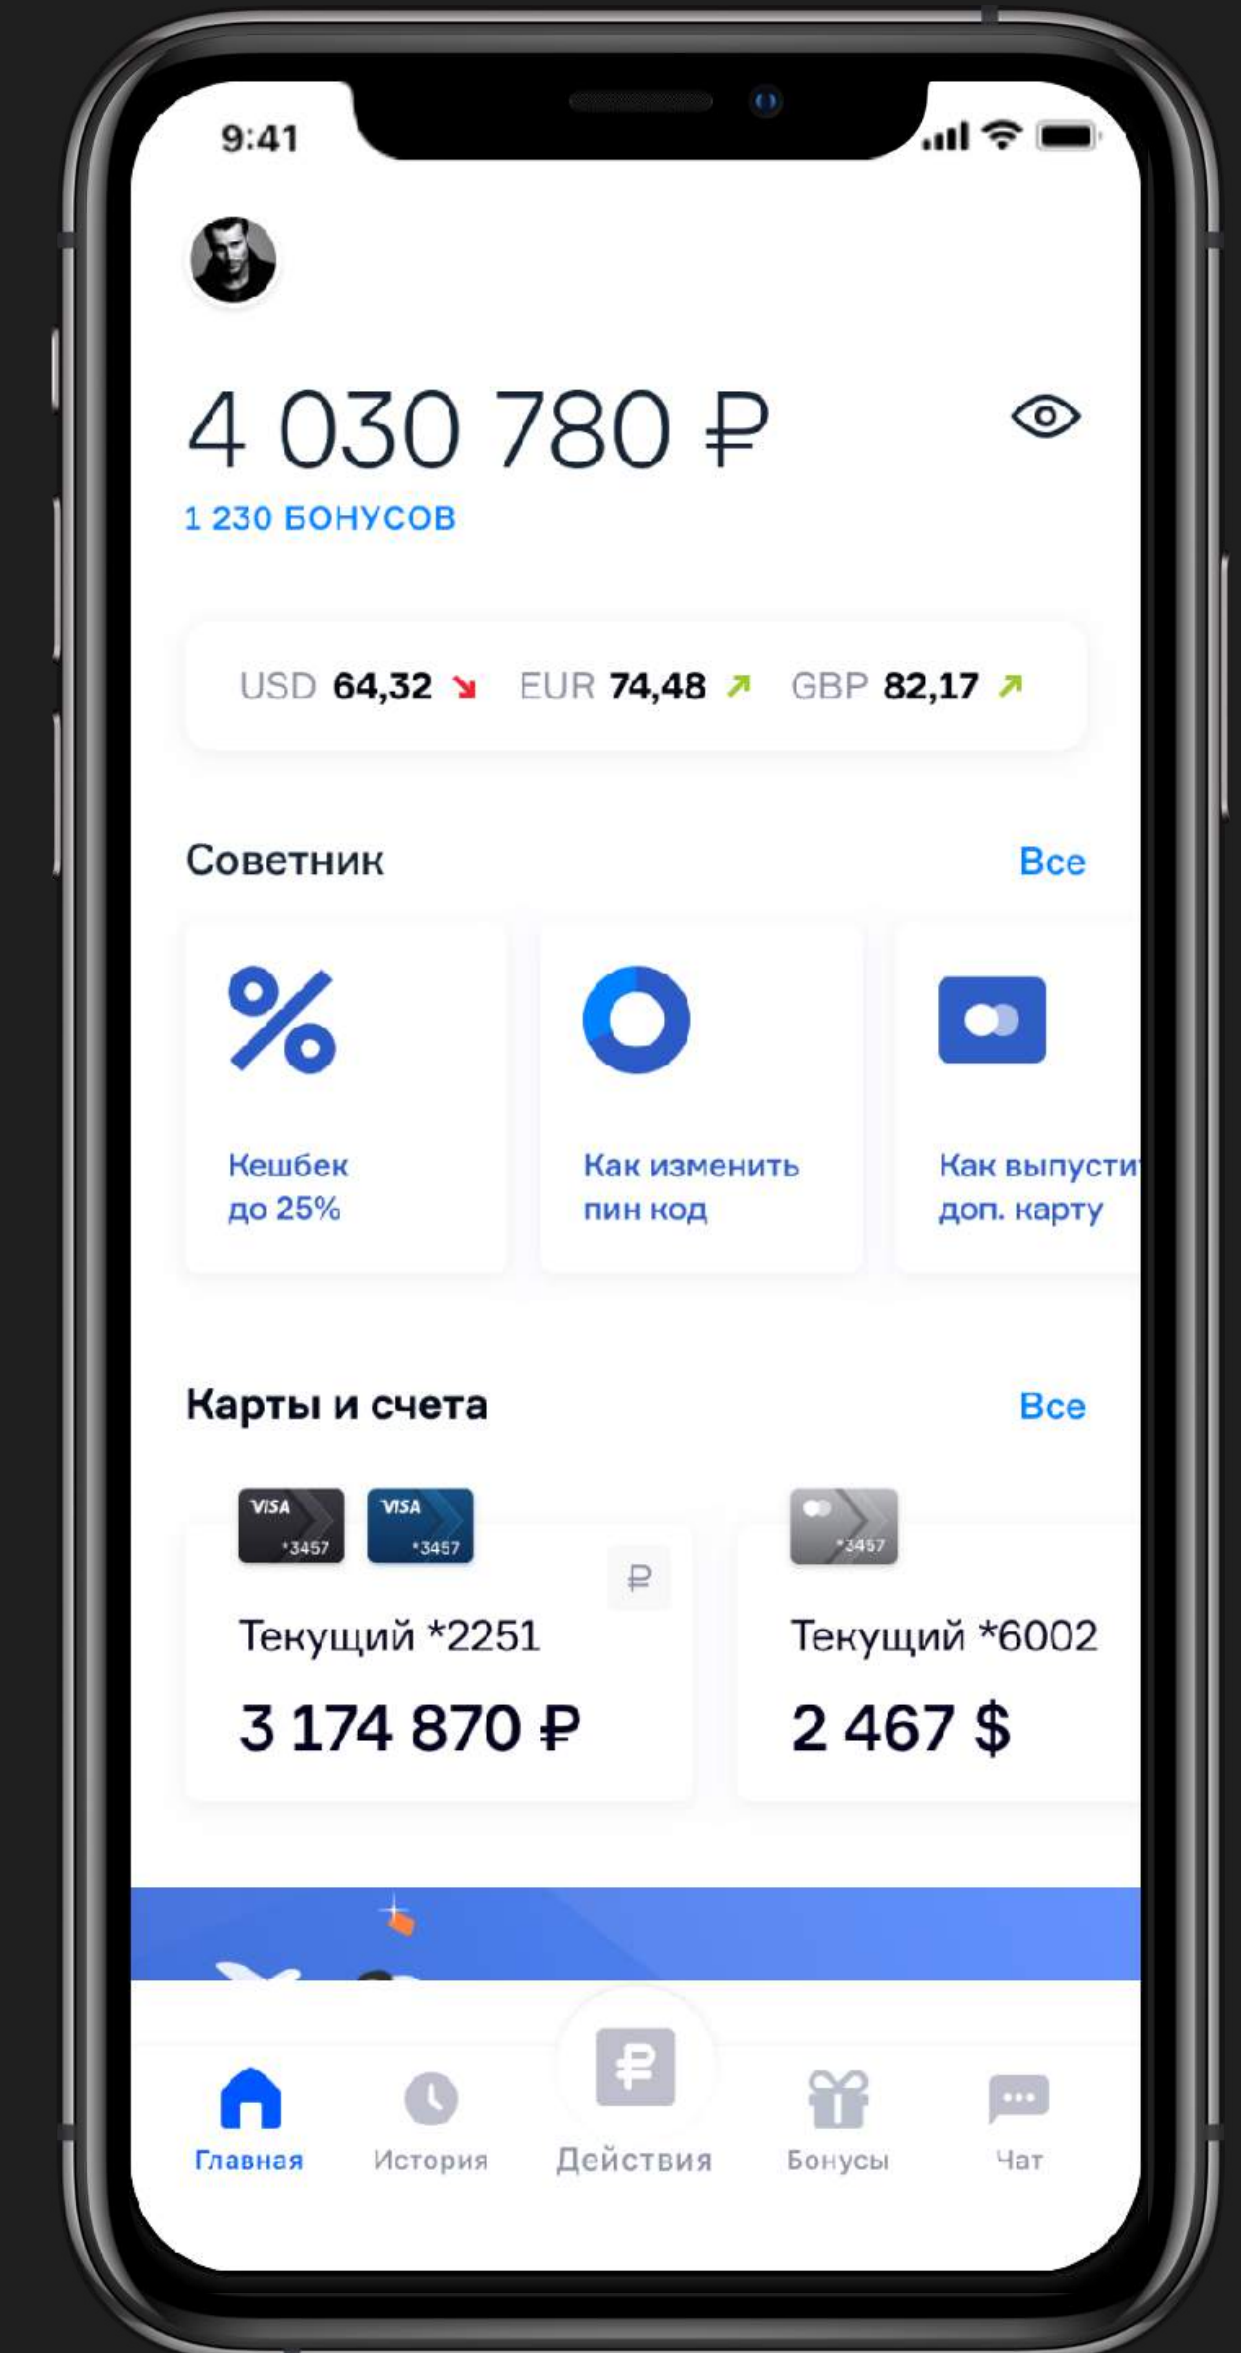 9:41
4 030 780 ₽
1 230 БОНУСОВ
USD 64,32 EUR 74,48 GBP 82,17
Советник
Все
Кешбек
до 25%
Как изменить
пин код
Как выпусти
доп. карту
Карты и счета
Все
VISA
*3457
VISA
*3457
*3457
₽
Текущий *2251
3 174 870 ₽
Текущий *6002
2 467 $
Главная
История
₽
Действия
Бонусы
Чат